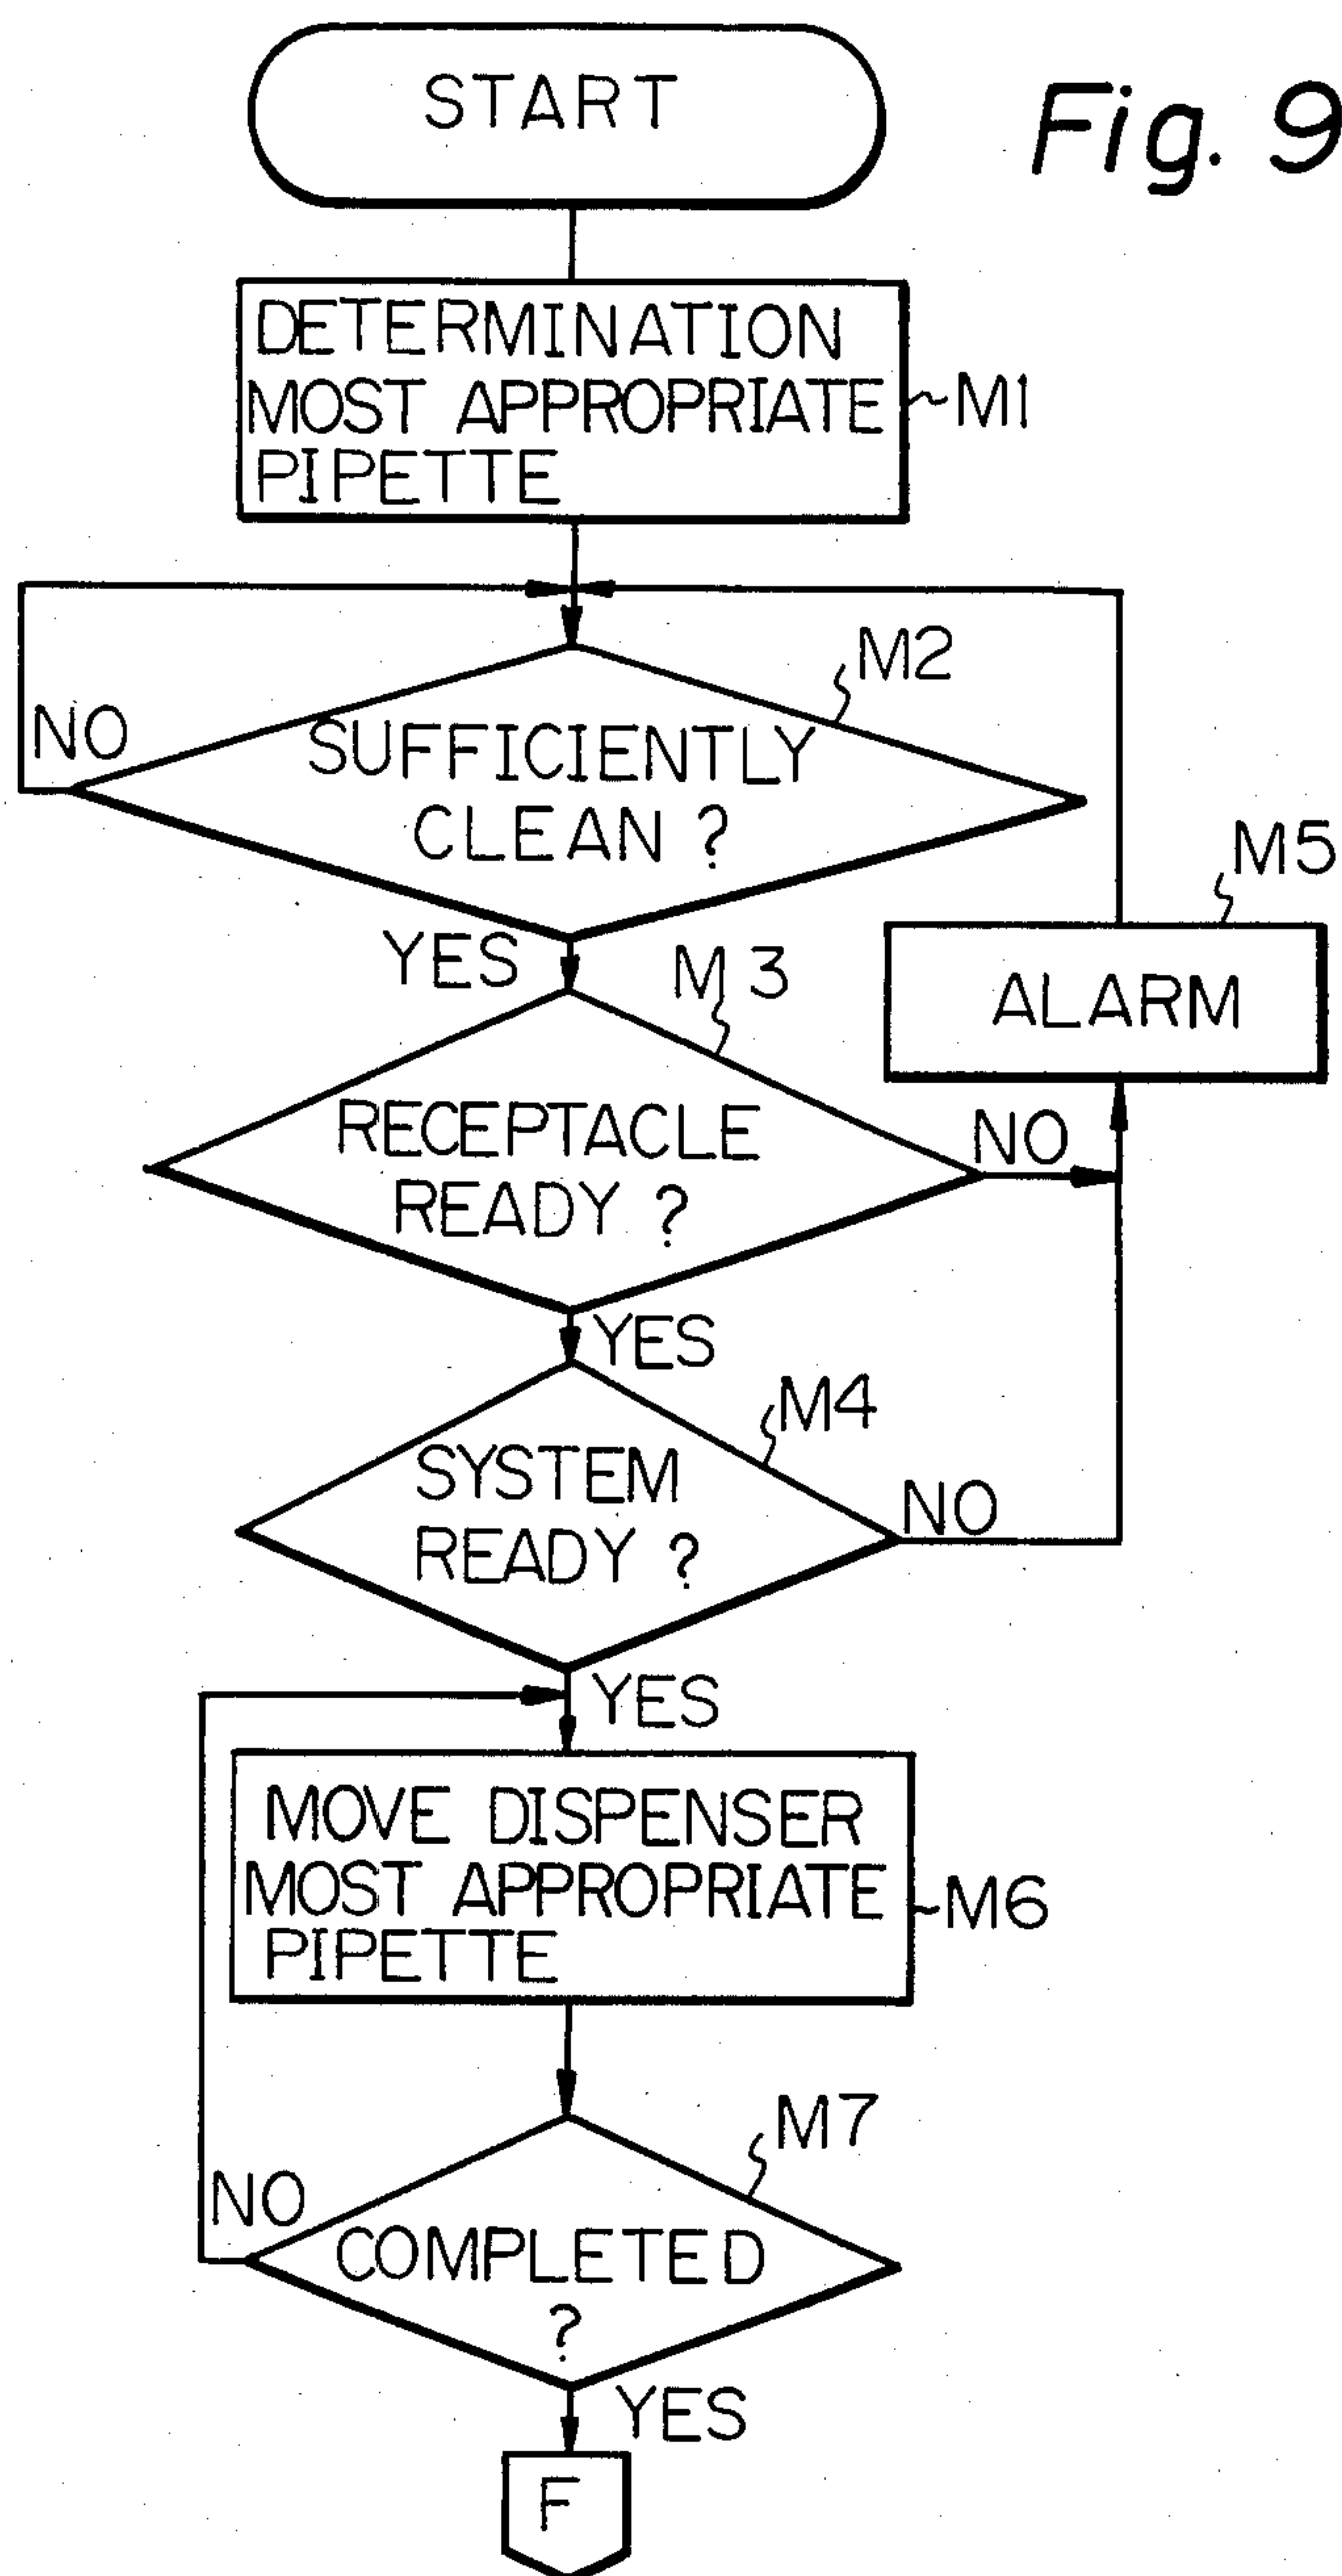 START
Fig. 9
DETERMINATION
MOST APPROPRIATE
PIPETTE
M1
M2
NO
SUFFICIENTLY
CLEAN ?
M5
YES
M3
ALARM
RECEPTACLE
READY ?
NO
YES
M4
SYSTEM
READY ?
NO
YES
MOVE DISPENSER
MOST APPROPRIATE
PIPETTE
M6
M7
NO
COMPLETED
?
YES
F